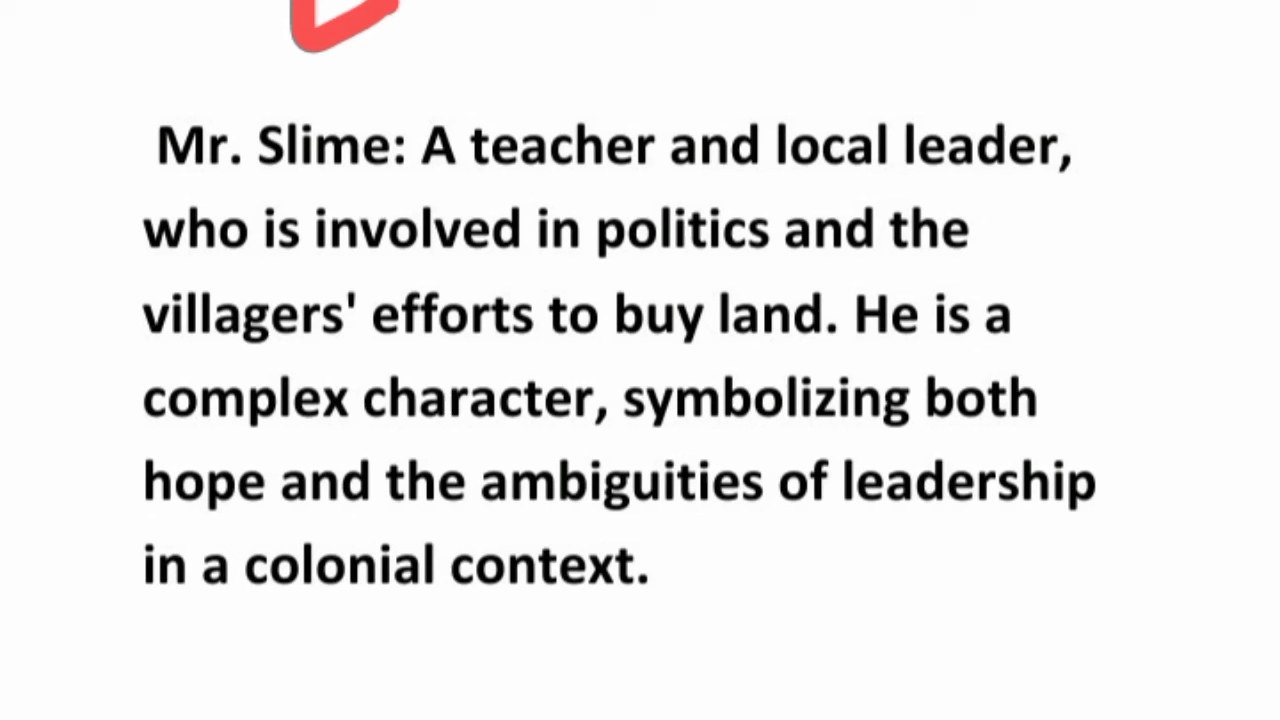 Mr. Slime: A teacher and local leader,
who is involved in politics and the
villagers' efforts to buy land. He is a
complex character, symbolizing both
hope and the ambiguities of leadership
in a colonial context.